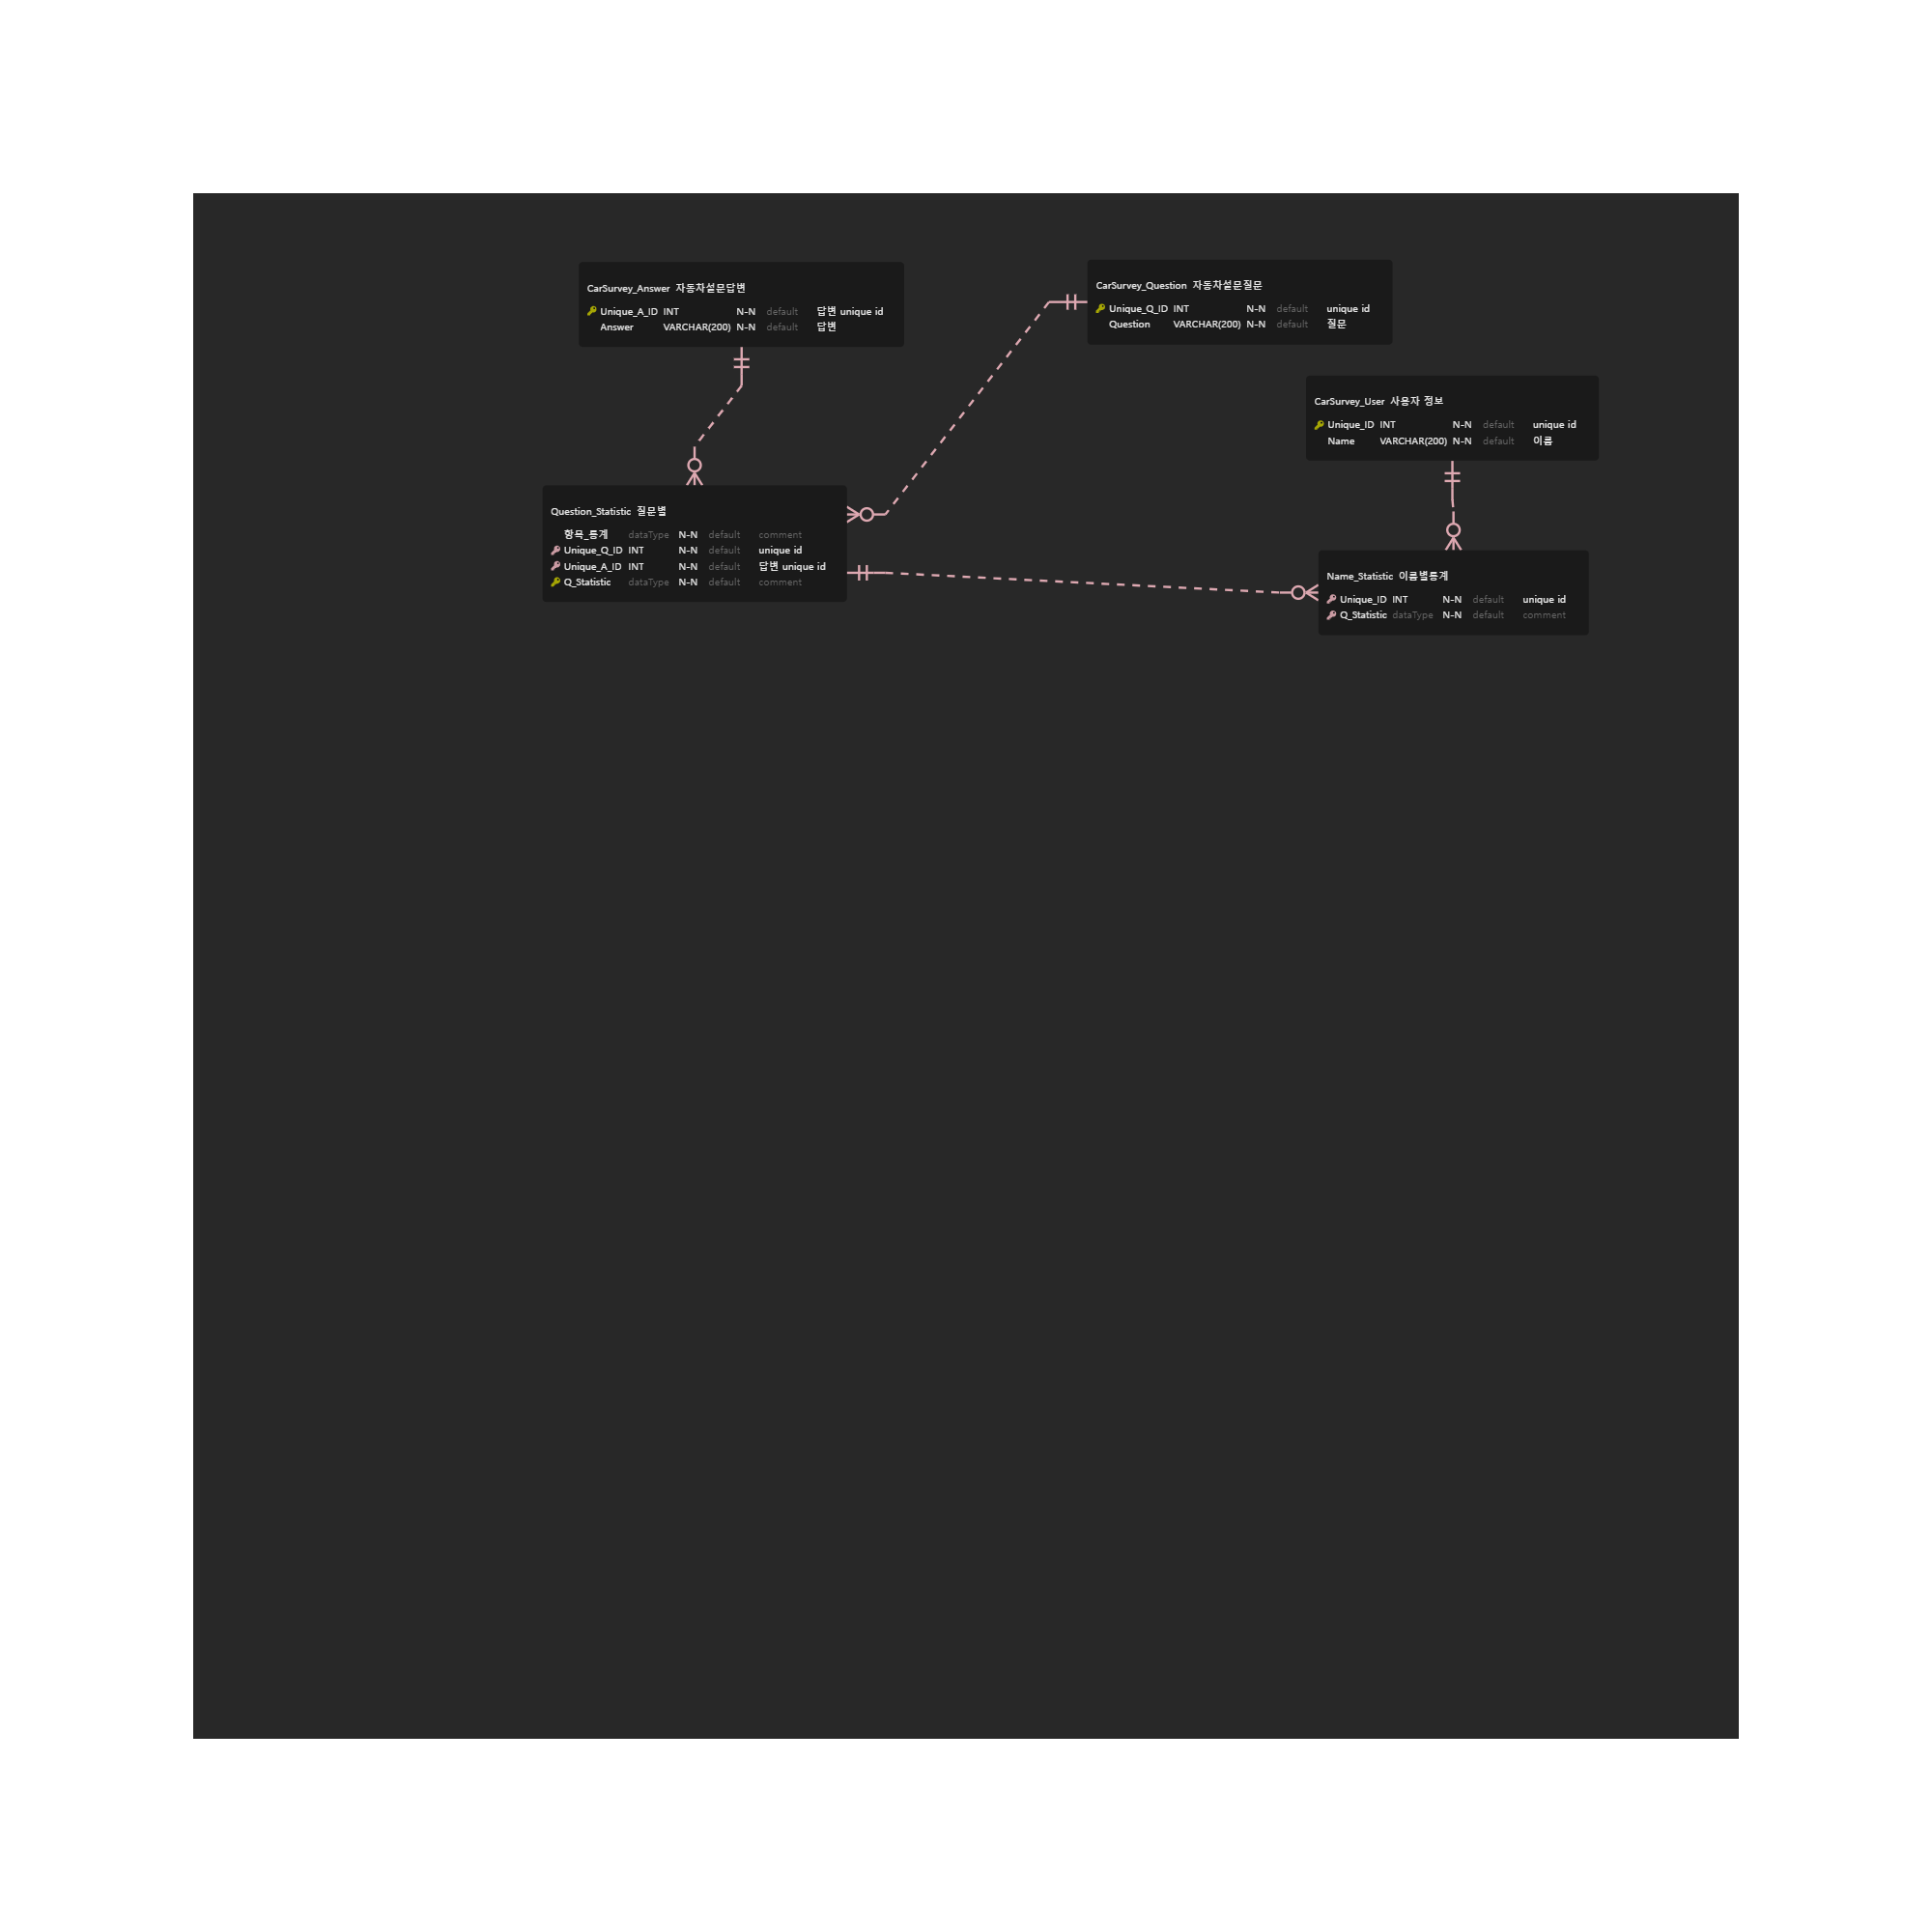 CarSurvey_Answer 자동차설문답변
Unique_A_ID INT N-N default 답변 unique id
Answer VARCHAR(200) N-N default 답변
CarSurvey_Question 자동차설문질문
Unique_Q_ID INT N-N default unique id
Question VARCHAR(200) N-N default 질문
CarSurvey_User 사용자 정보
Unique_ID INT N-N default unique id
Name VARCHAR(200) N-N default 이름
Question_Statistic 질문별
항목_통계 dataType N-N default comment
Unique_Q_ID INT N-N default unique id
Unique_A_ID INT N-N default 답변 unique id
Q_Statistic dataType N-N default comment
Name_Statistic 이름별통계
Unique_ID INT N-N default unique id
Q_Statistic dataType N-N default comment